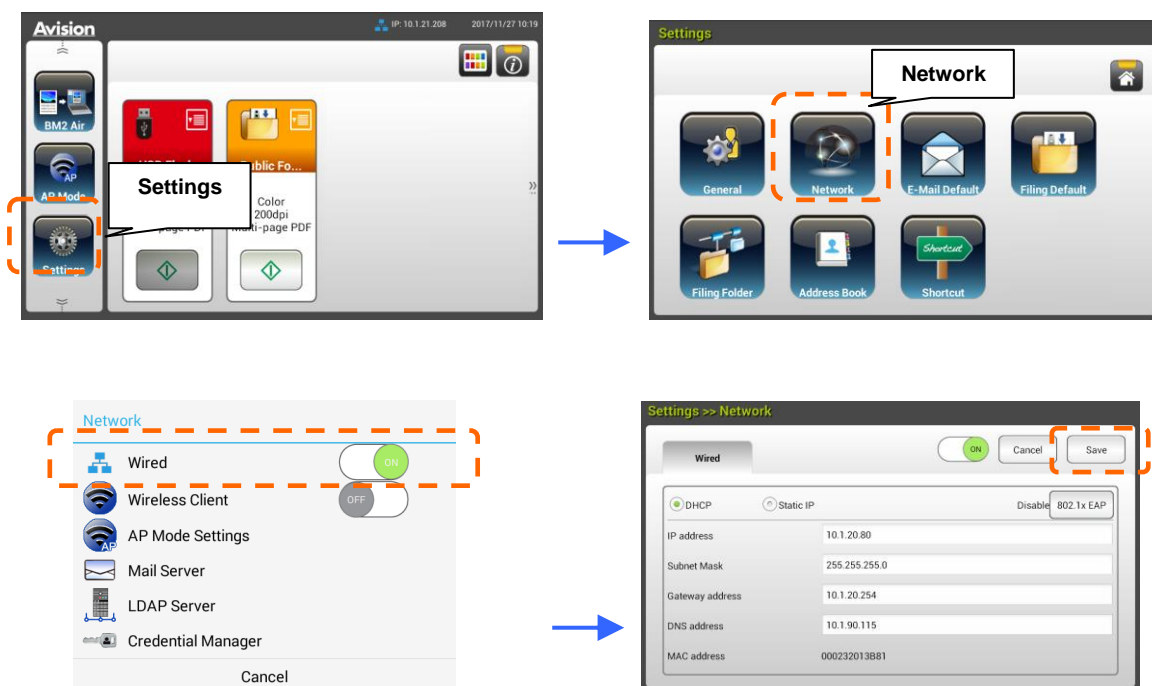 Avision
IP: 10.1.21.208 2017/11/27 10:19
BM2 Air
AP
AP Mode
Settings
Public Fo...
Color
200dpi
Multi-page PDF
Settings
Settings
Network
General
Network
E-Mail Default
Filing Default
Filing Folder
Address Book
Shortcut
Shortcut
Network
Wired ON
Wireless Client OFF
AP
AP Mode Settings
Mail Server
LDAP Server
Credential Manager
Cancel
Settings >> Network
Wired ON Cancel Save
DHCP Static IP Disable 802.1x EAP
IP address 10.1.20.80
Subnet Mask 255.255.255.0
Gateway address 10.1.20.254
DNS address 10.1.90.115
MAC address 000232013B81